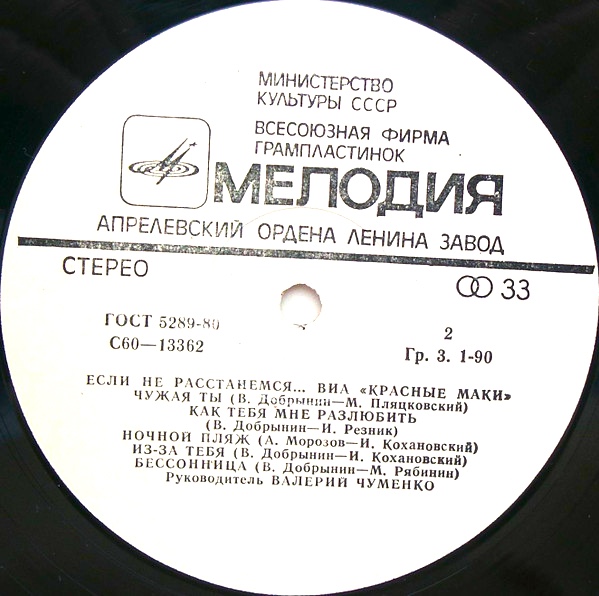 МИНИСТЕРСТВО
КУЛЬТУРЫ СССР
ВСЕСОЮЗНАЯ ФИРМА
ГРАМПЛАСТИНОК
МЕЛОДИЯ
АПРЕЛЕВСКИЙ ОРДЕНА ЛЕНИНА ЗАВОД
СТЕРЕО
33
ГОСТ 5289-80
С60—13362
2
Гр. 3. 1-90
ЕСЛИ НЕ РАССТАНЕМСЯ... ВИА «КРАСНЫЕ МАКИ»
ЧУЖАЯ ТЫ (В. Добрынин—М. Пляцковский)
КАК ТЕБЯ МНЕ РАЗЛЮБИТЬ
(В. Добрынин—И. Резник)
НОЧНОЙ ПЛЯЖ (А. Морозов—И. Кохановский)
ИЗ-ЗА ТЕБЯ (В. Добрынин—И. Кохановский)
БЕССОННИЦА (В. Добрынин—М. Рябинин)
Руководитель ВАЛЕРИЙ ЧУМЕНКО